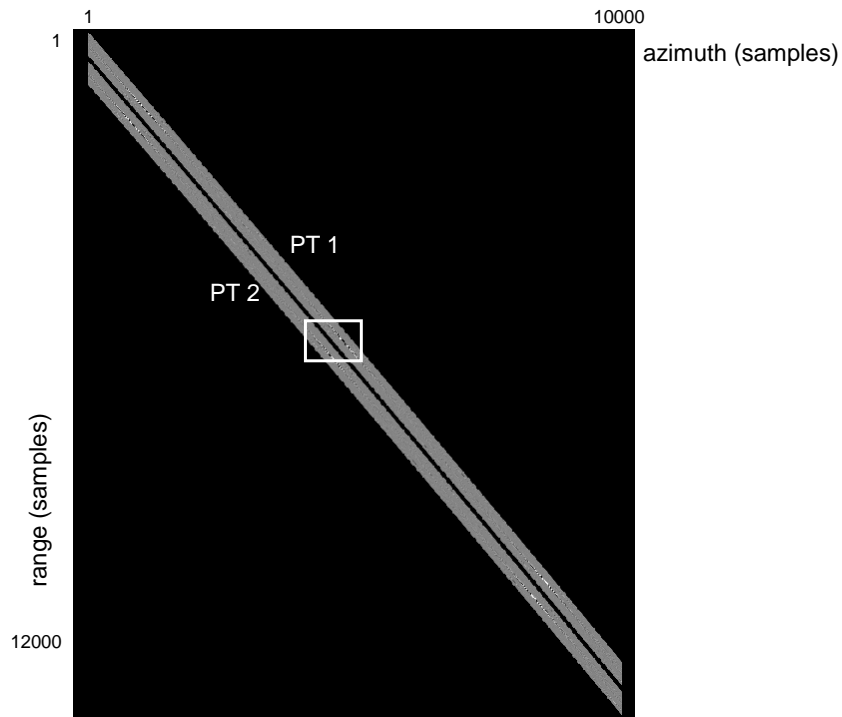 1
10000
1
azimuth (samples)
PT 1
PT 2
range (samples)
12000